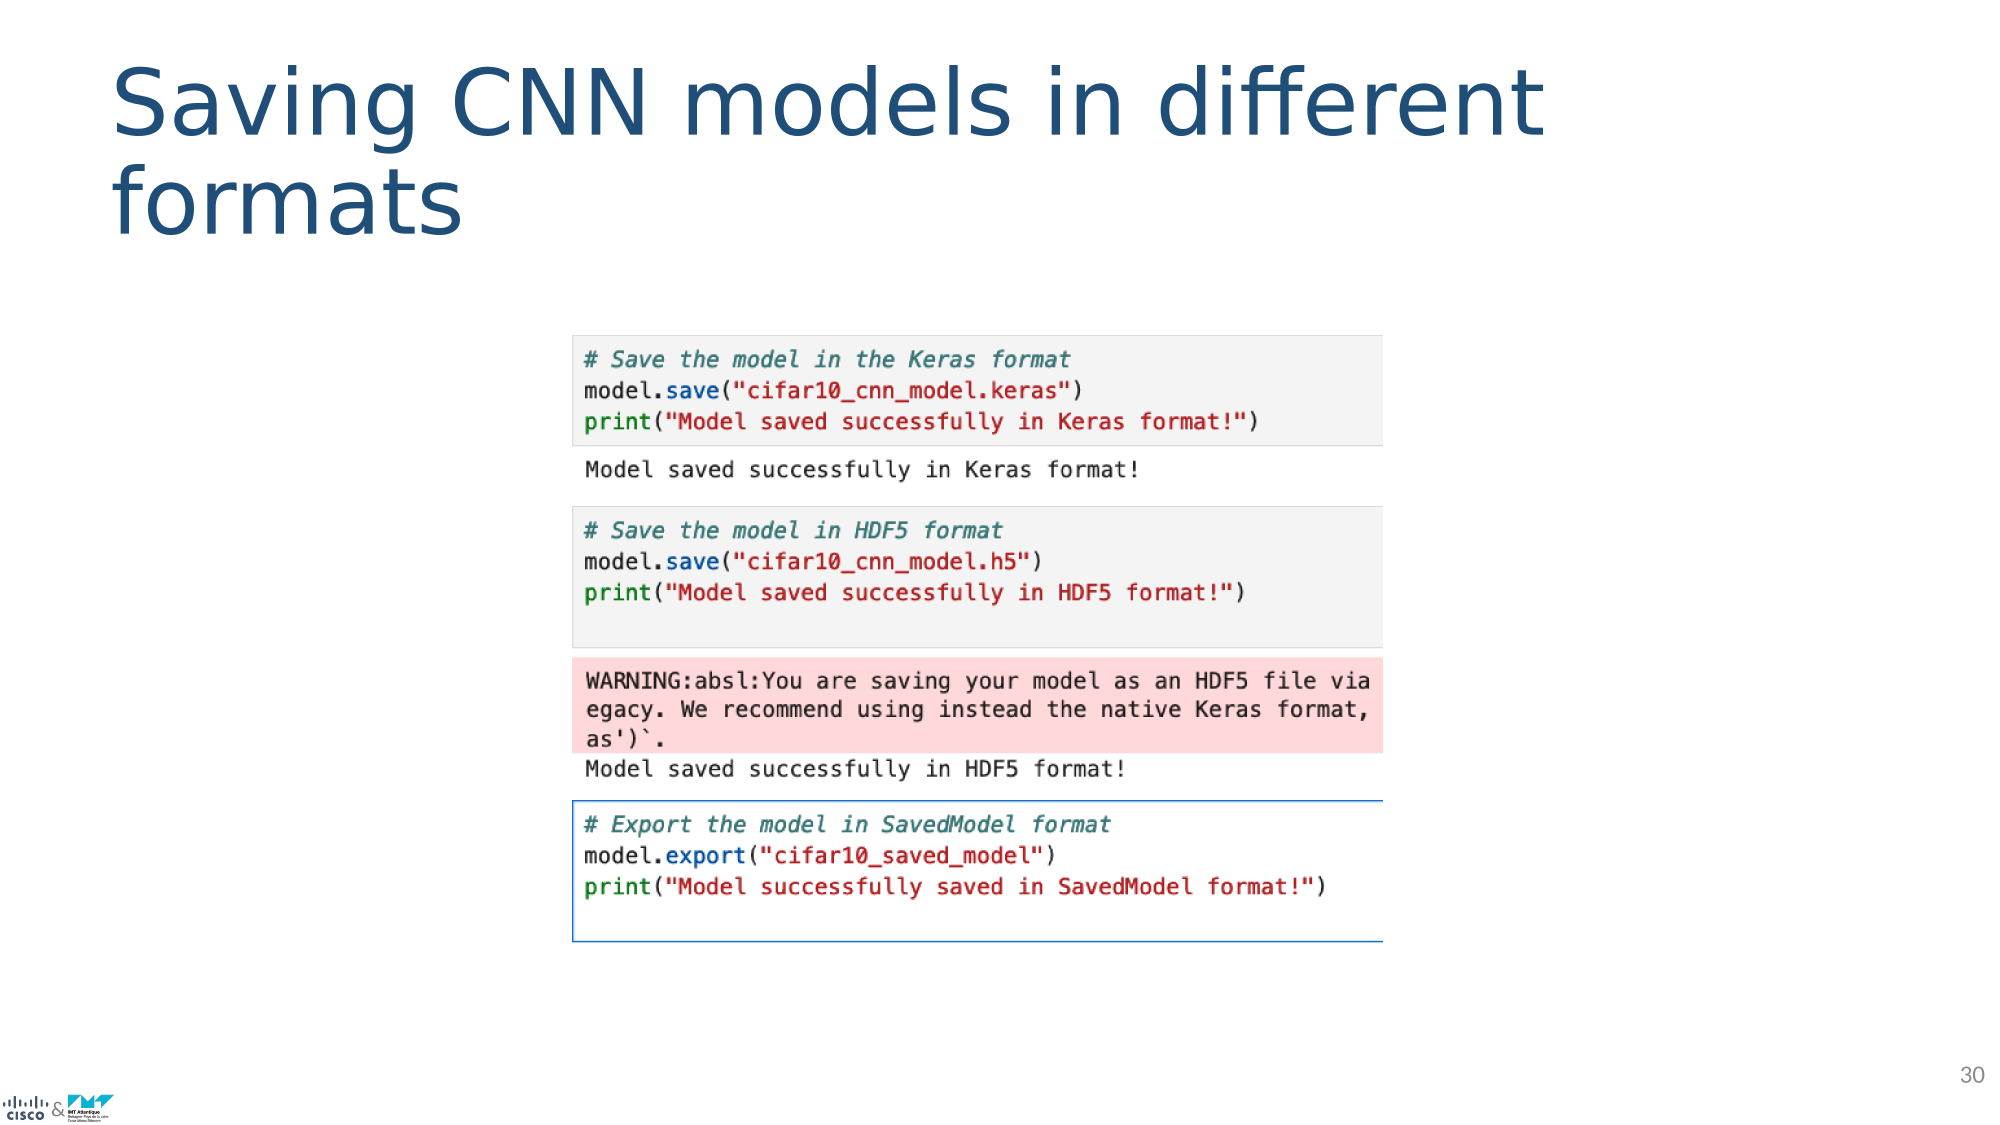 Saving CNN models in different
formats
# Save the model in the Keras format
model.save("cifar10_cnn_model.keras")
print("Model saved successfully in Keras format!")
Model saved successfully in Keras format!
# Save the model in HDF5 format
model.save("cifar10_cnn_model.h5")
print("Model saved successfully in HDF5 format!")
WARNING:absl:You are saving your model as an HDF5 file via
egacy. We recommend using instead the native Keras format,
as')`.
Model saved successfully in HDF5 format!
# Export the model in SavedModel format
model.export("cifar10_saved_model")
print("Model successfully saved in SavedModel format!")
30
CISCO & IMT Atlantique